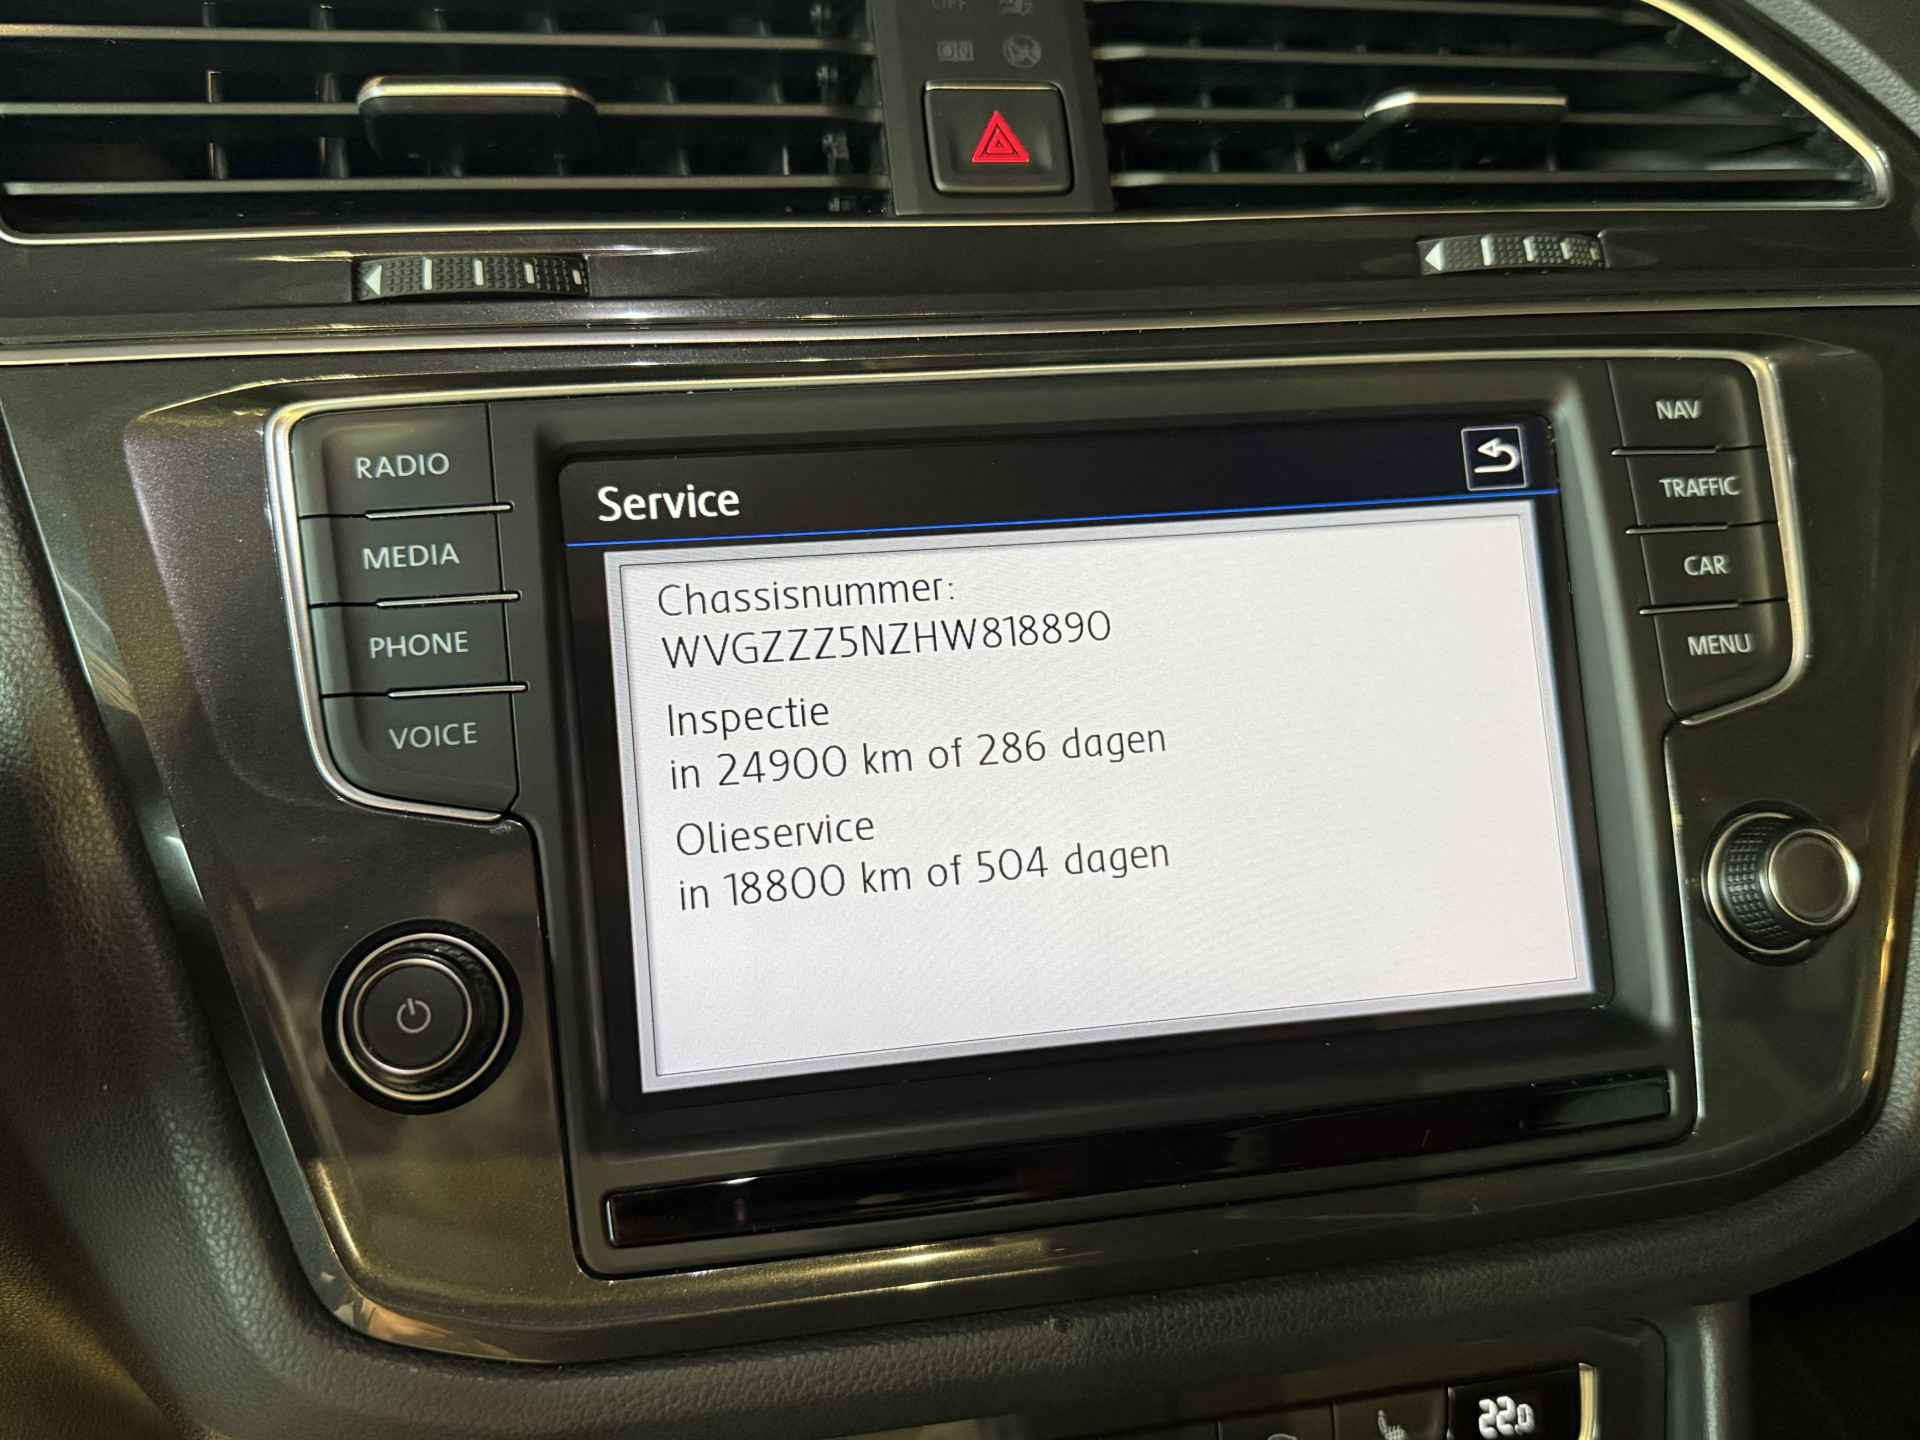 OFF
RADIO
MEDIA
PHONE
VOICE
Service
Chassisnummer:
WVGZZZ5NZHW818890
Inspectie
in 24900 km of 286 dagen
Olieservice
in 18800 km of 504 dagen
NAV
TRAFFIC
CAR
MENU
22.0